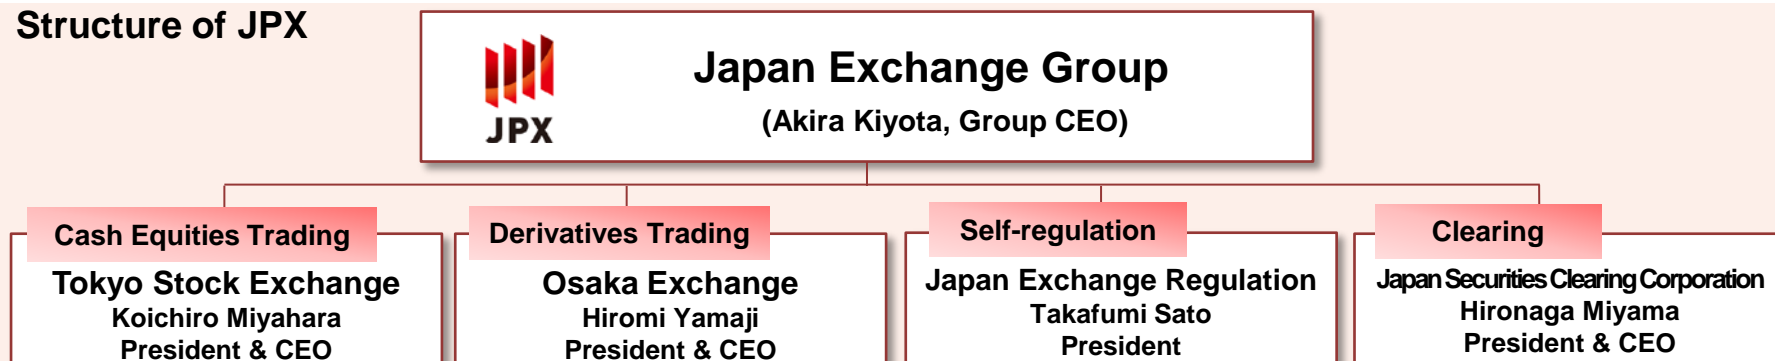 Structure of JPX
JPX
Japan Exchange Group
(Akira Kiyota, Group CEO)
Cash Equities Trading
Tokyo Stock Exchange
Koichiro Miyahara
President & CEO
Derivatives Trading
Osaka Exchange
Hiromi Yamaji
President & CEO
Self-regulation
Japan Exchange Regulation
Takafumi Sato
President
Clearing
Japan Securities Clearing Corporation
Hironaga Miyama
President & CEO